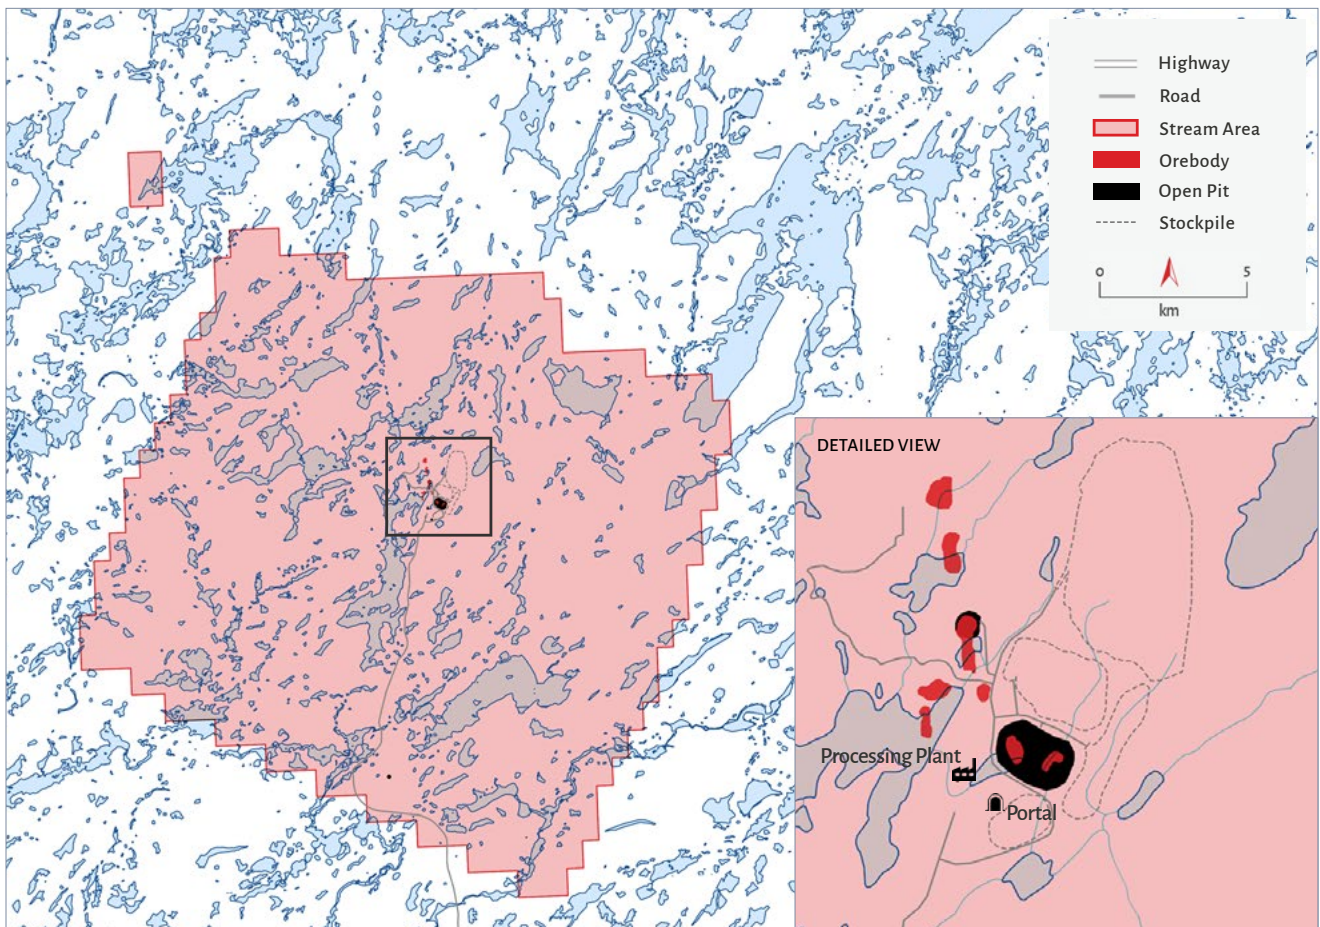 Highway
Road
Stream Area
Orebody
Open Pit
Stockpile
0 5
km
DETAILED VIEW
Processing Plant
Portal